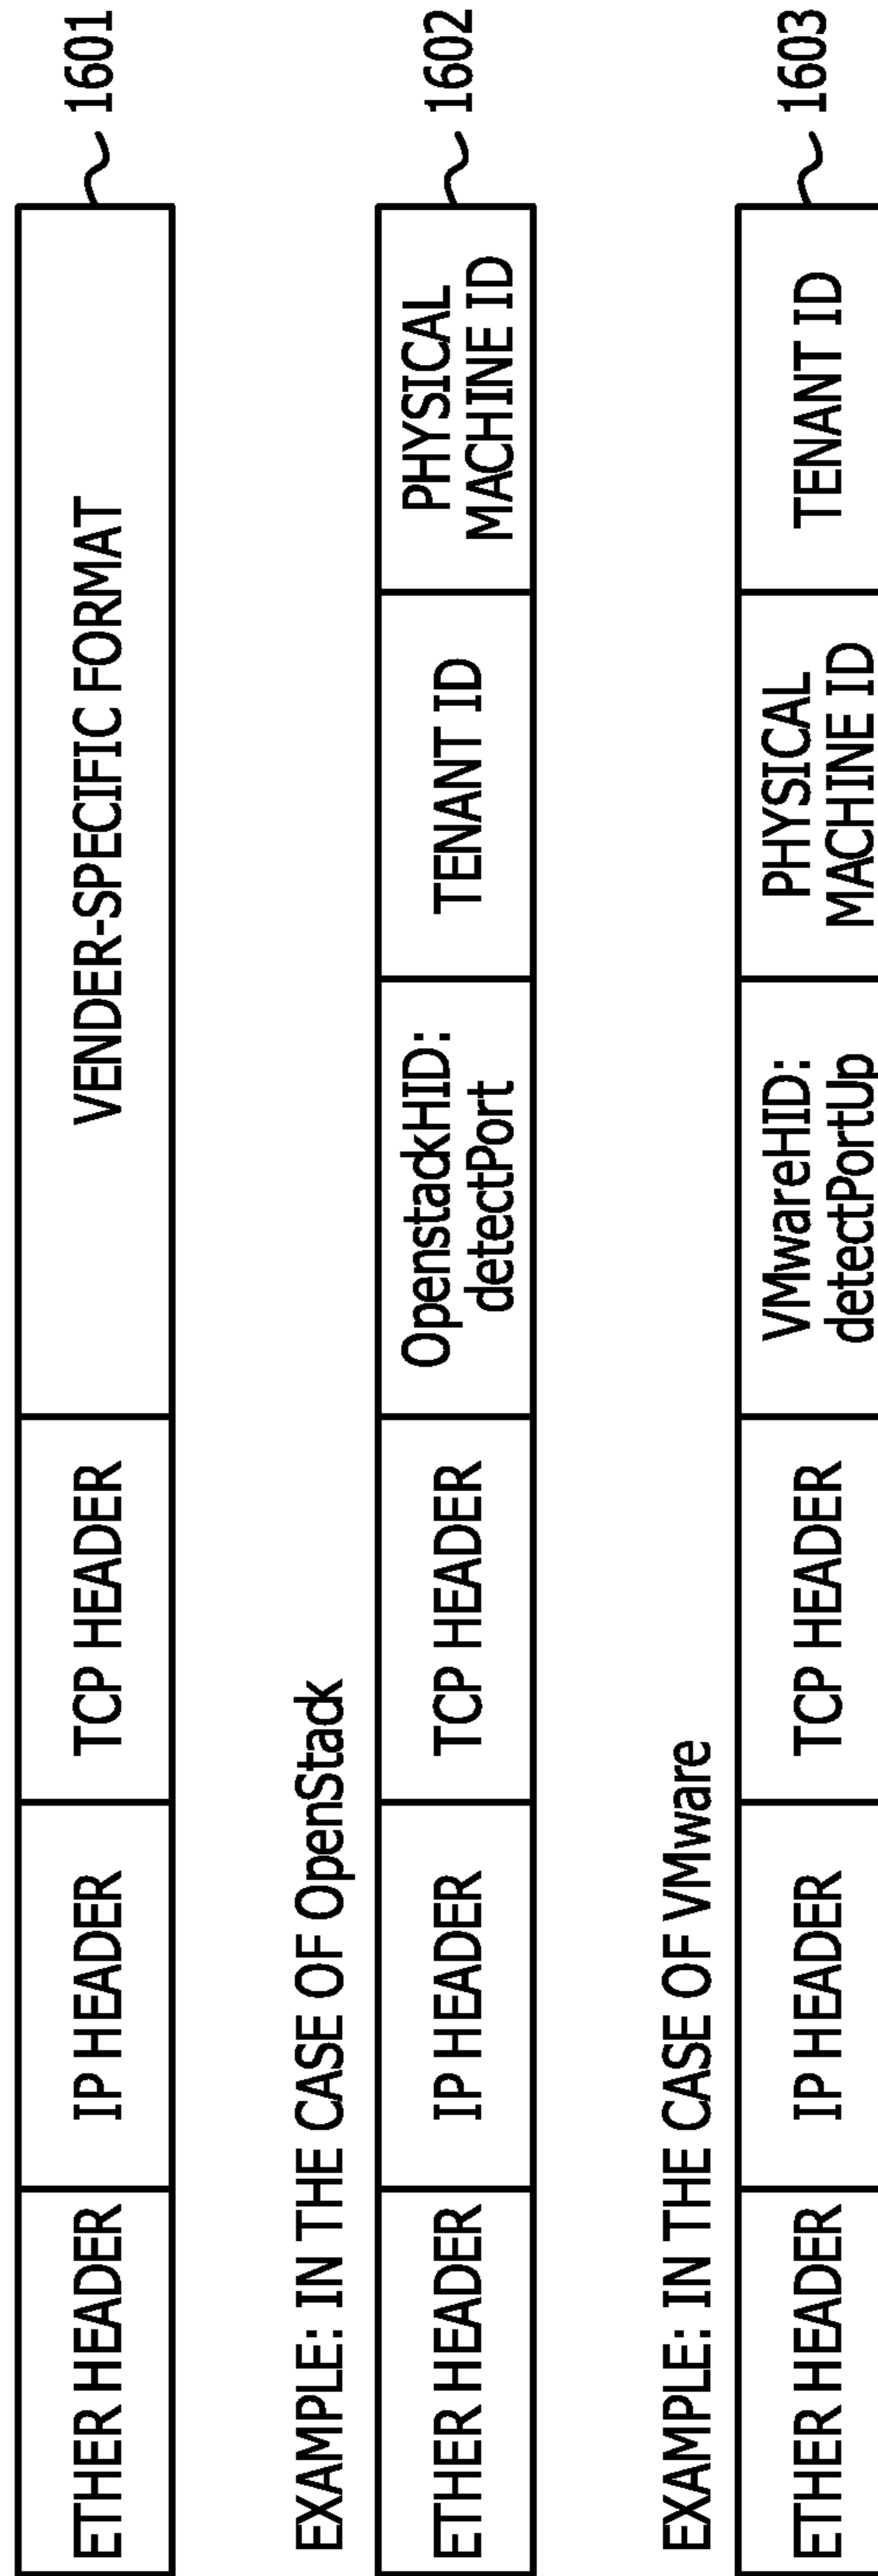 ETHER HEADER
IP HEADER
TCP HEADER
VENDER-SPECIFIC FORMAT
1601
EXAMPLE: IN THE CASE OF OpenStack
ETHER HEADER
IP HEADER
TCP HEADER
OpenstackHID:
detectPort
TENANT ID
PHYSICAL
MACHINE ID
1602
EXAMPLE: IN THE CASE OF VMware
ETHER HEADER
IP HEADER
TCP HEADER
VMwareHID:
detectPortUp
PHYSICAL
MACHINE ID
TENANT ID
1603